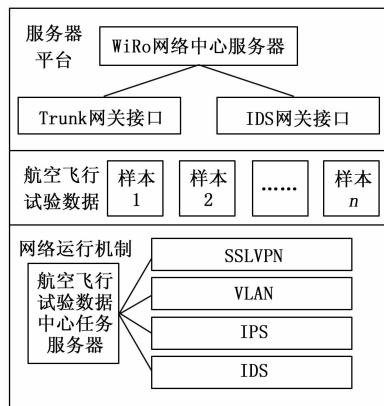 服务器
平台
WiRo网络中心服务器
Trunk网关接口
IDS网关接口
航空飞行
试验数据
样本
1
样本
2
……
样本
n
网络运行机制
航空飞行
试验数据
中心任务
服务器
SSLVPN
VLAN
IPS
IDS